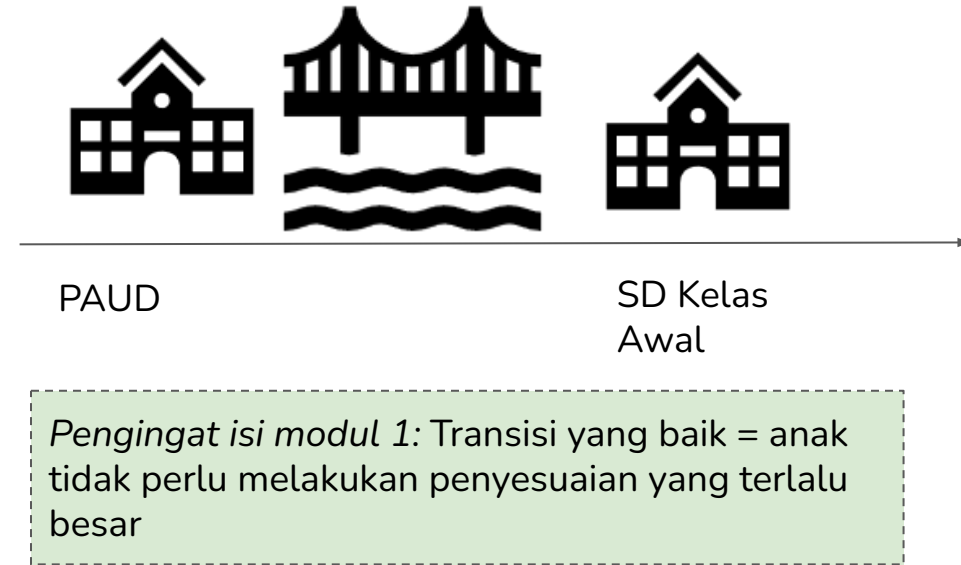 PAUD
SD Kelas
Awal
Pengingat isi modul 1: Transisi yang baik = anak
tidak perlu melakukan penyesuaian yang terlalu
besar